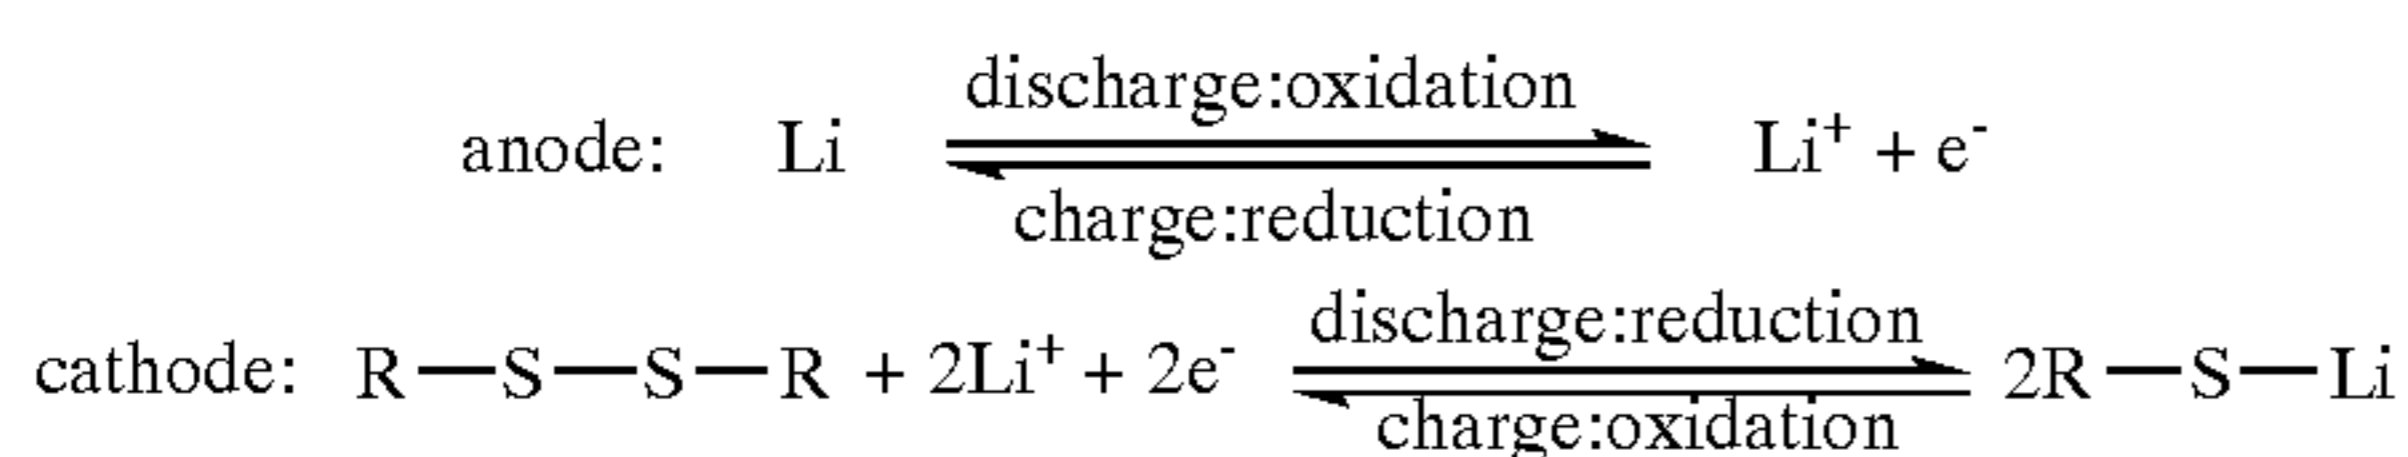 discharge:oxidation
anode: Li ⇌ Li⁺ + e⁻
charge:reduction
discharge:reduction
cathode: R—S—S—R + 2Li⁺ + 2e⁻ ⇌ 2R—S—Li
charge:oxidation